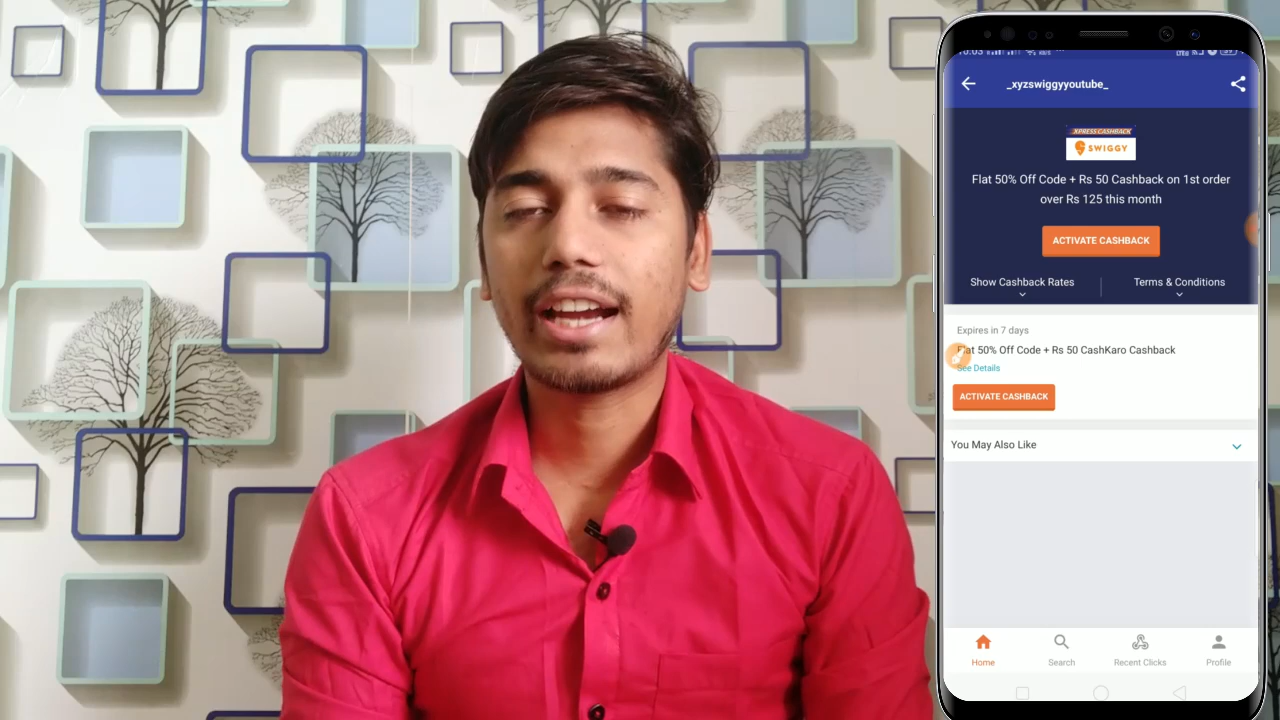 _xyzswiggyyoutube_
XPRESS CASHBACK
SWIGGY
Flat 50% Off Code + Rs 50 Cashback on 1st order
over Rs 125 this month
ACTIVATE CASHBACK
Show Cashback Rates
Terms & Conditions
Expires in 7 days
Flat 50% Off Code + Rs 50 CashKaro Cashback
See Details
ACTIVATE CASHBACK
You May Also Like
Home
Search
Recent Clicks
Profile